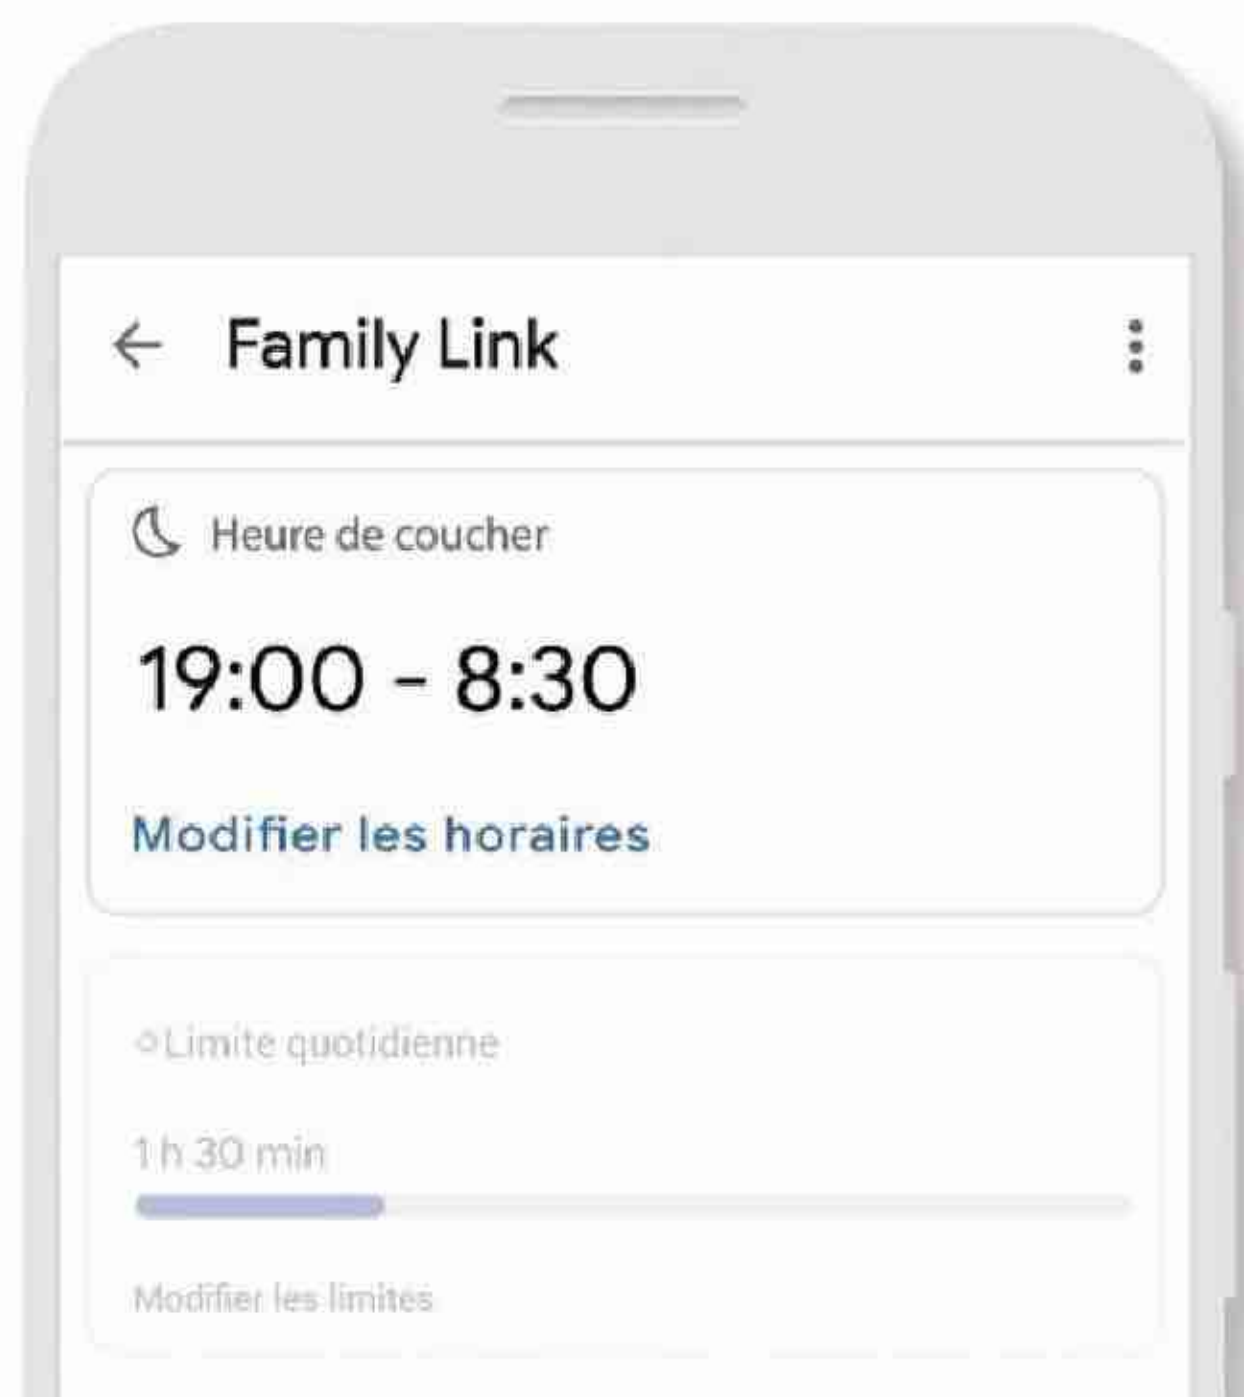 Family Link
Heure de coucher
19:00 - 8:30
Modifier les horaires
Limite quotidienne
1 h 30 min
Modifier les limites